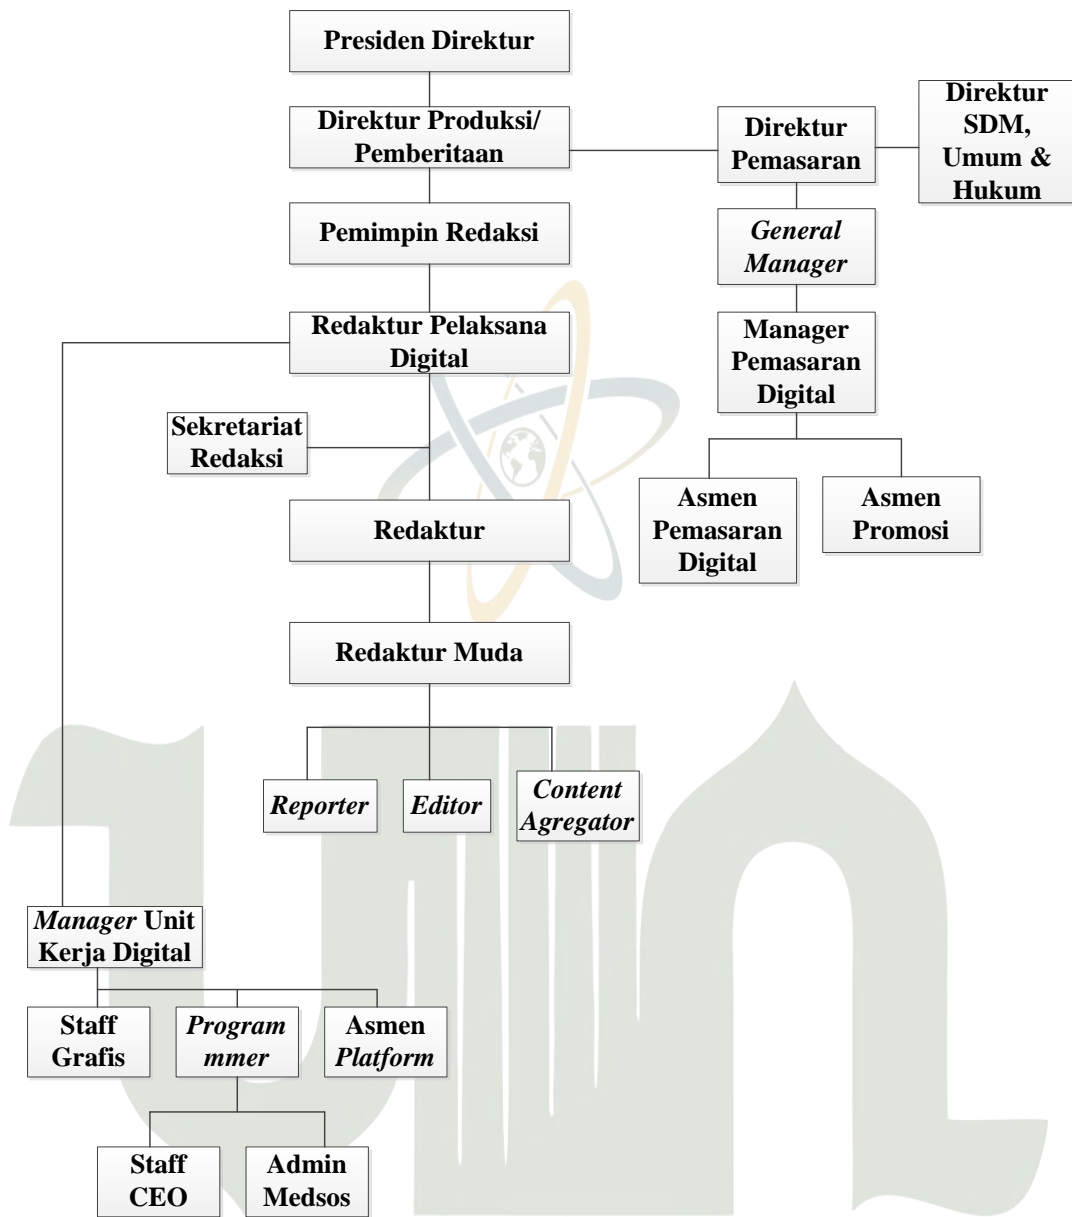 Presiden Direktur
Direktur Produksi/
Pemberitaan
Direktur
Pemasaran
Direktur
SDM,
Umum &
Hukum
Pemimpin Redaksi
General
Manager
Redaktur Pelaksana
Digital
Manager
Pemasaran
Digital
Sekretariat
Redaksi
Asmen
Pemasaran
Digital
Asmen
Promosi
Redaktur
Redaktur Muda
Reporter
Editor
Content
Agregator
Manager Unit
Kerja Digital
Staff
Grafis
Program
mmer
Asmen
Platform
Staff
CEO
Admin
Medsos